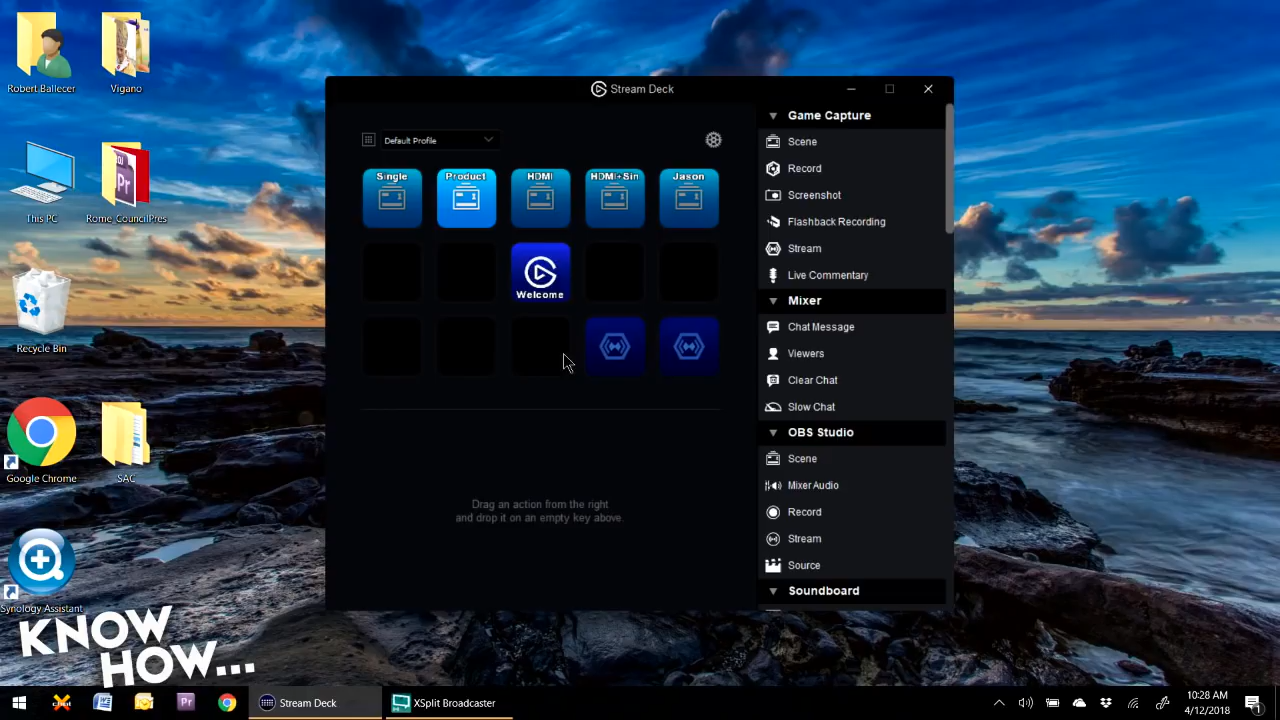 Robert Ballecer
Vigano
This PC
Rome_CouncilPres
Recycle Bin
Google Chrome
SAC
Synology Assistant
KNOW
HOW...
Stream Deck
Default Profile
Single
Product
HDMI
HDMI+Sin
Jason
Welcome
Drag an action from the right
and drop it on an empty key above.
Game Capture
Scene
Record
Screenshot
Flashback Recording
Stream
Live Commentary
Mixer
Chat Message
Viewers
Clear Chat
Slow Chat
OBS Studio
Scene
Mixer Audio
Record
Stream
Source
Soundboard
Pr
Stream Deck
XSplit Broadcaster
10:28 AM
4/12/2018
1